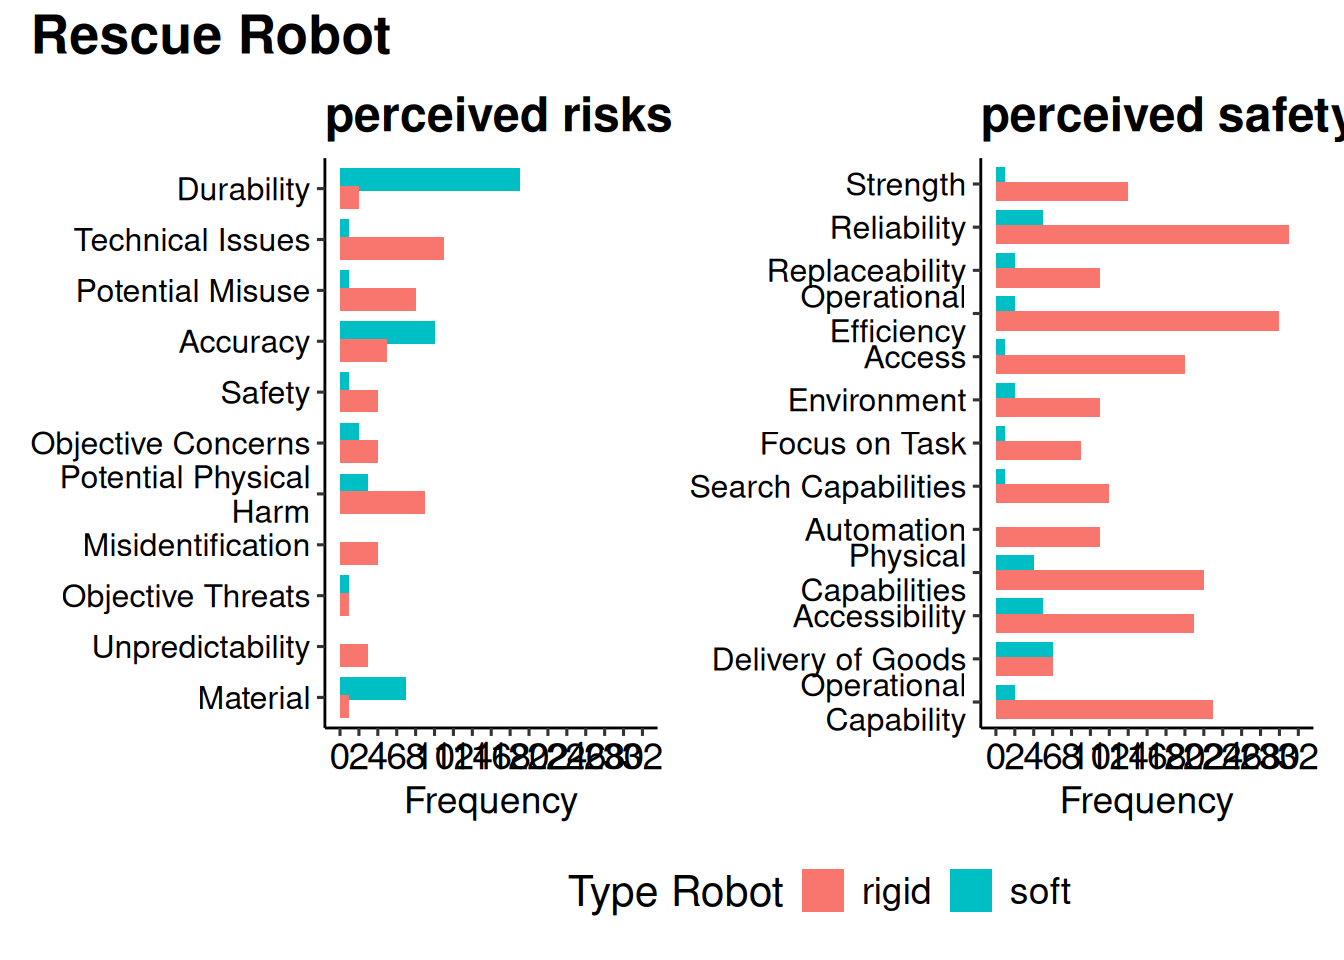 Rescue Robot
perceived risks
Durability
Technical Issues
Potential Misuse
Accuracy
Safety
Objective Concerns
Potential Physical
Harm
Misidentification
Objective Threats
Unpredictability
Material
Frequency
perceived safety
Strength
Reliability
Replaceability
Operational
Efficiency
Access
Environment
Focus on Task
Search Capabilities
Automation
Physical
Capabilities
Accessibility
Delivery of Goods
Operational
Capability
Frequency
Type Robot rigid soft